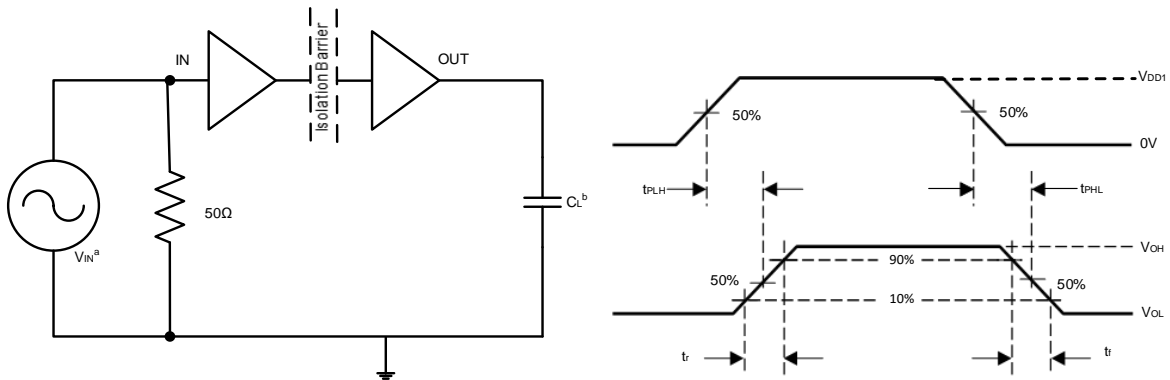 IN
Isolation Barrier
OUT
50Ω
VINᵃ
CLᵇ
VDD1
50%
50%
0V
tPLH
tPHL
VOH
90%
50%
50%
10%
VOL
tr
tf